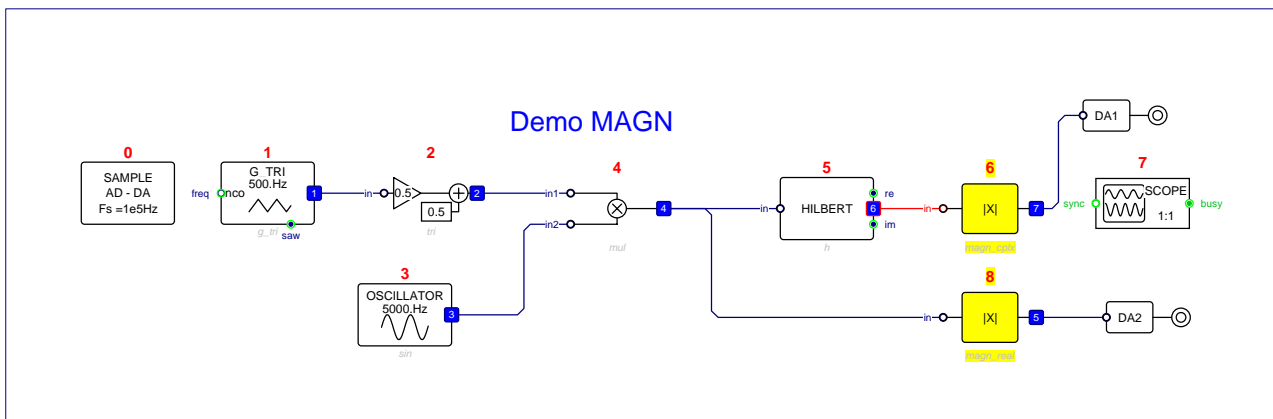 Demo MAGN
0
SAMPLE
AD - DA
Fs =1e5Hz
1
G_TRI
500.Hz
freq
nco
1
saw
g_tri
2
in
0.5
0.5
2
tri
3
OSCILLATOR
5000.Hz
3
sin
4
in1
in2
4
mul
5
in
HILBERT
re
6
im
h
6
in
|X|
7
magn_cplx
DA1
7
sync
SCOPE
1:1
busy
8
in
|X|
5
magn_real
DA2